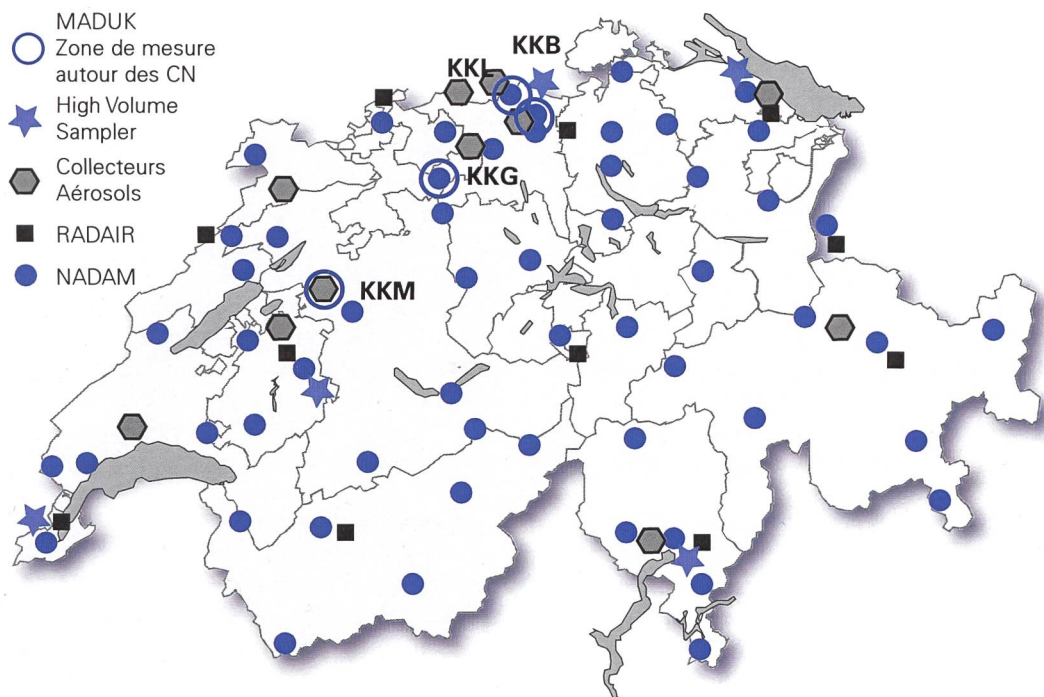 MADUK
Zone de mesure
autour des CN
High Volume
Sampler
Collecteurs
Aérosols
RADAIR
NADAM
KKB
KKL
KKG
KKM